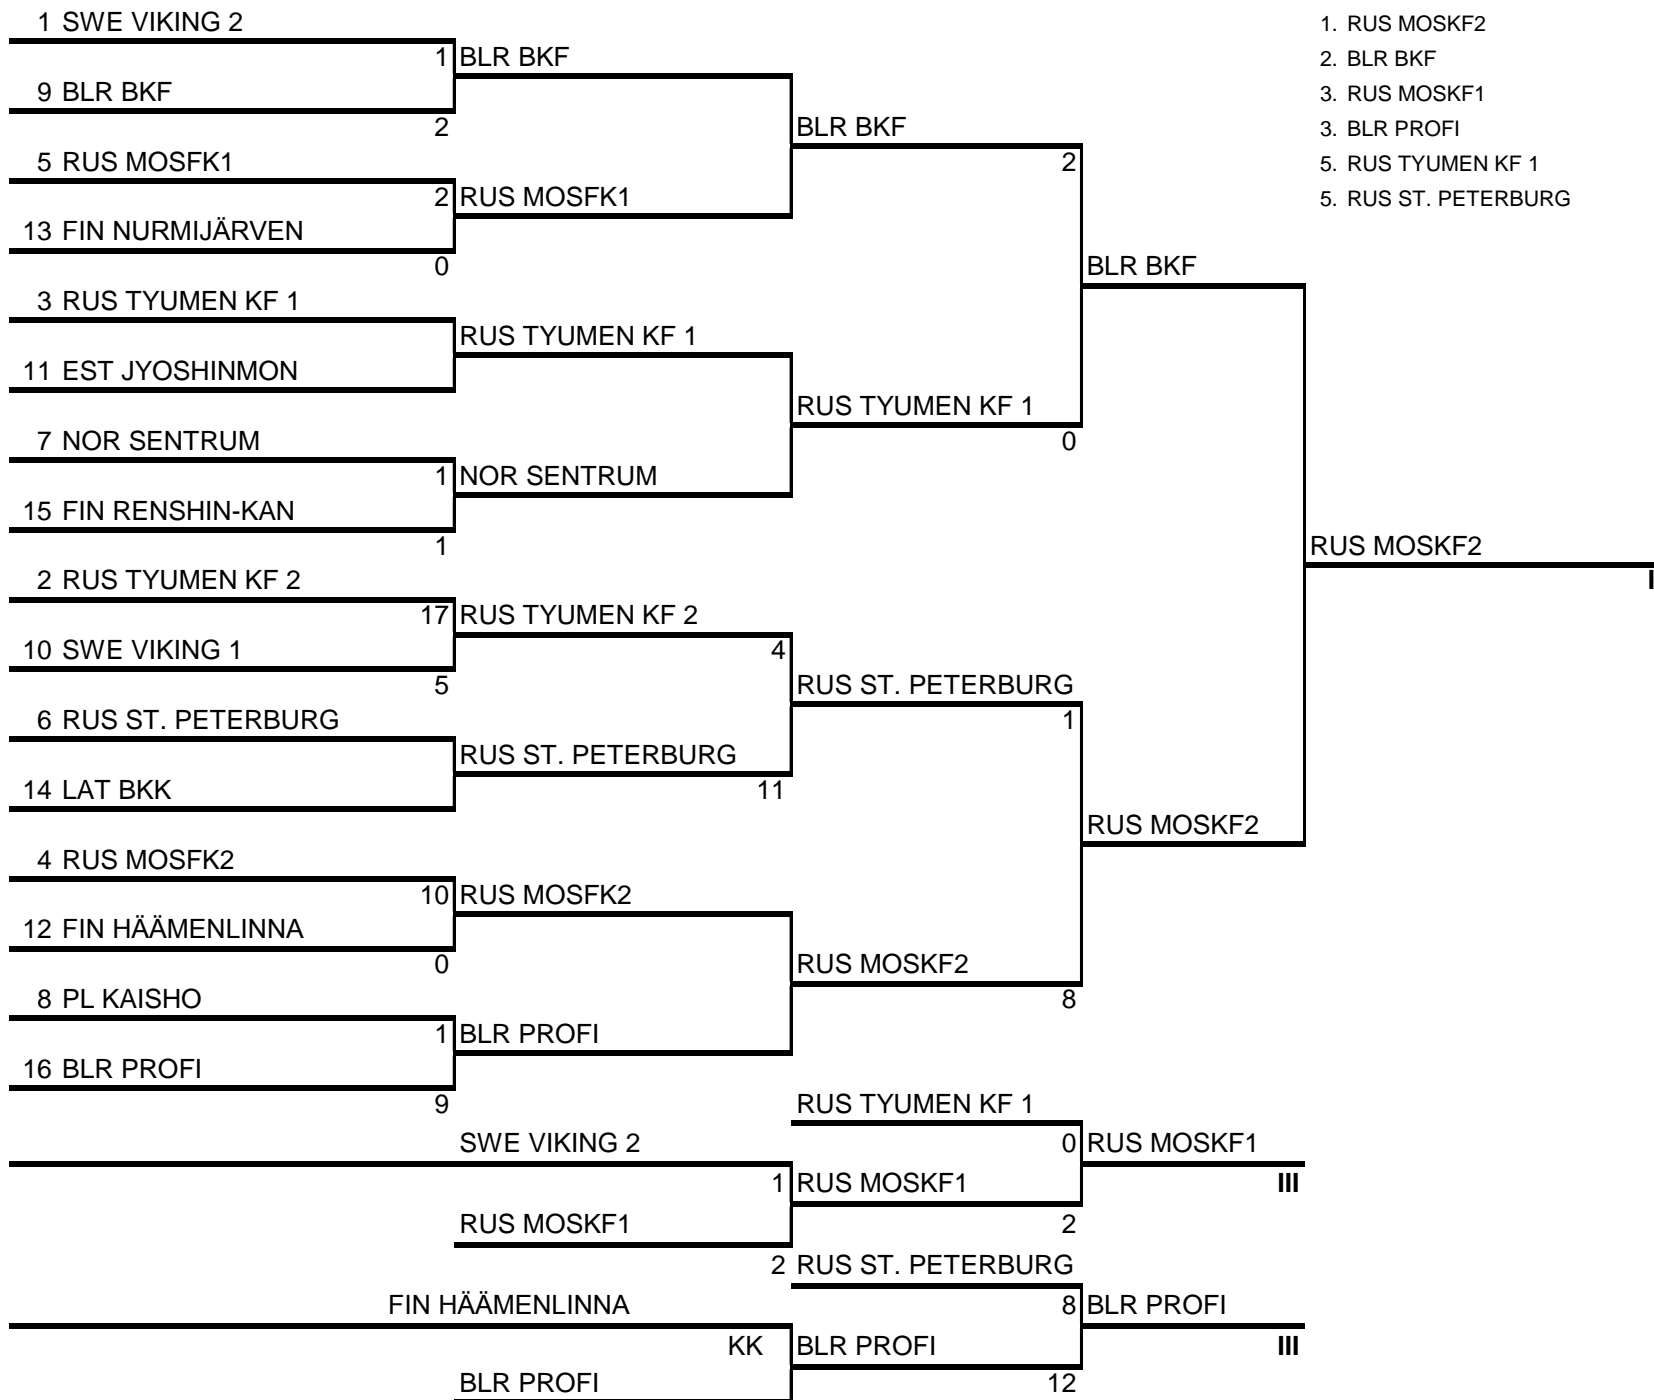 1 SWE VIKING 2
1. RUS MOSKF2
1 BLR BKF
2. BLR BKF
9 BLR BKF
3. RUS MOSKF1
2
BLR BKF
3. BLR PROFI
5 RUS MOSFK1
2
5. RUS TYUMEN KF 1
2 RUS MOSFK1
5. RUS ST. PETERBURG
13 FIN NURMIJÄRVEN
0
BLR BKF
3 RUS TYUMEN KF 1
RUS TYUMEN KF 1
11 EST JYOSHINMON
RUS TYUMEN KF 1
7 NOR SENTRUM
0
1 NOR SENTRUM
15 FIN RENSHIN-KAN
1
RUS MOSKF2
2 RUS TYUMEN KF 2
I
17 RUS TYUMEN KF 2
10 SWE VIKING 1
4
5
RUS ST. PETERBURG
6 RUS ST. PETERBURG
1
RUS ST. PETERBURG
14 LAT BKK
11
RUS MOSKF2
4 RUS MOSFK2
10 RUS MOSFK2
12 FIN HÄÄMENLINNA
0
RUS MOSKF2
8 PL KAISHO
8
1 BLR PROFI
16 BLR PROFI
9
RUS TYUMEN KF 1
SWE VIKING 2
0 RUS MOSKF1
1 RUS MOSKF1
III
RUS MOSKF1
2
2 RUS ST. PETERBURG
FIN HÄÄMENLINNA
8 BLR PROFI
KK BLR PROFI
III
BLR PROFI
12